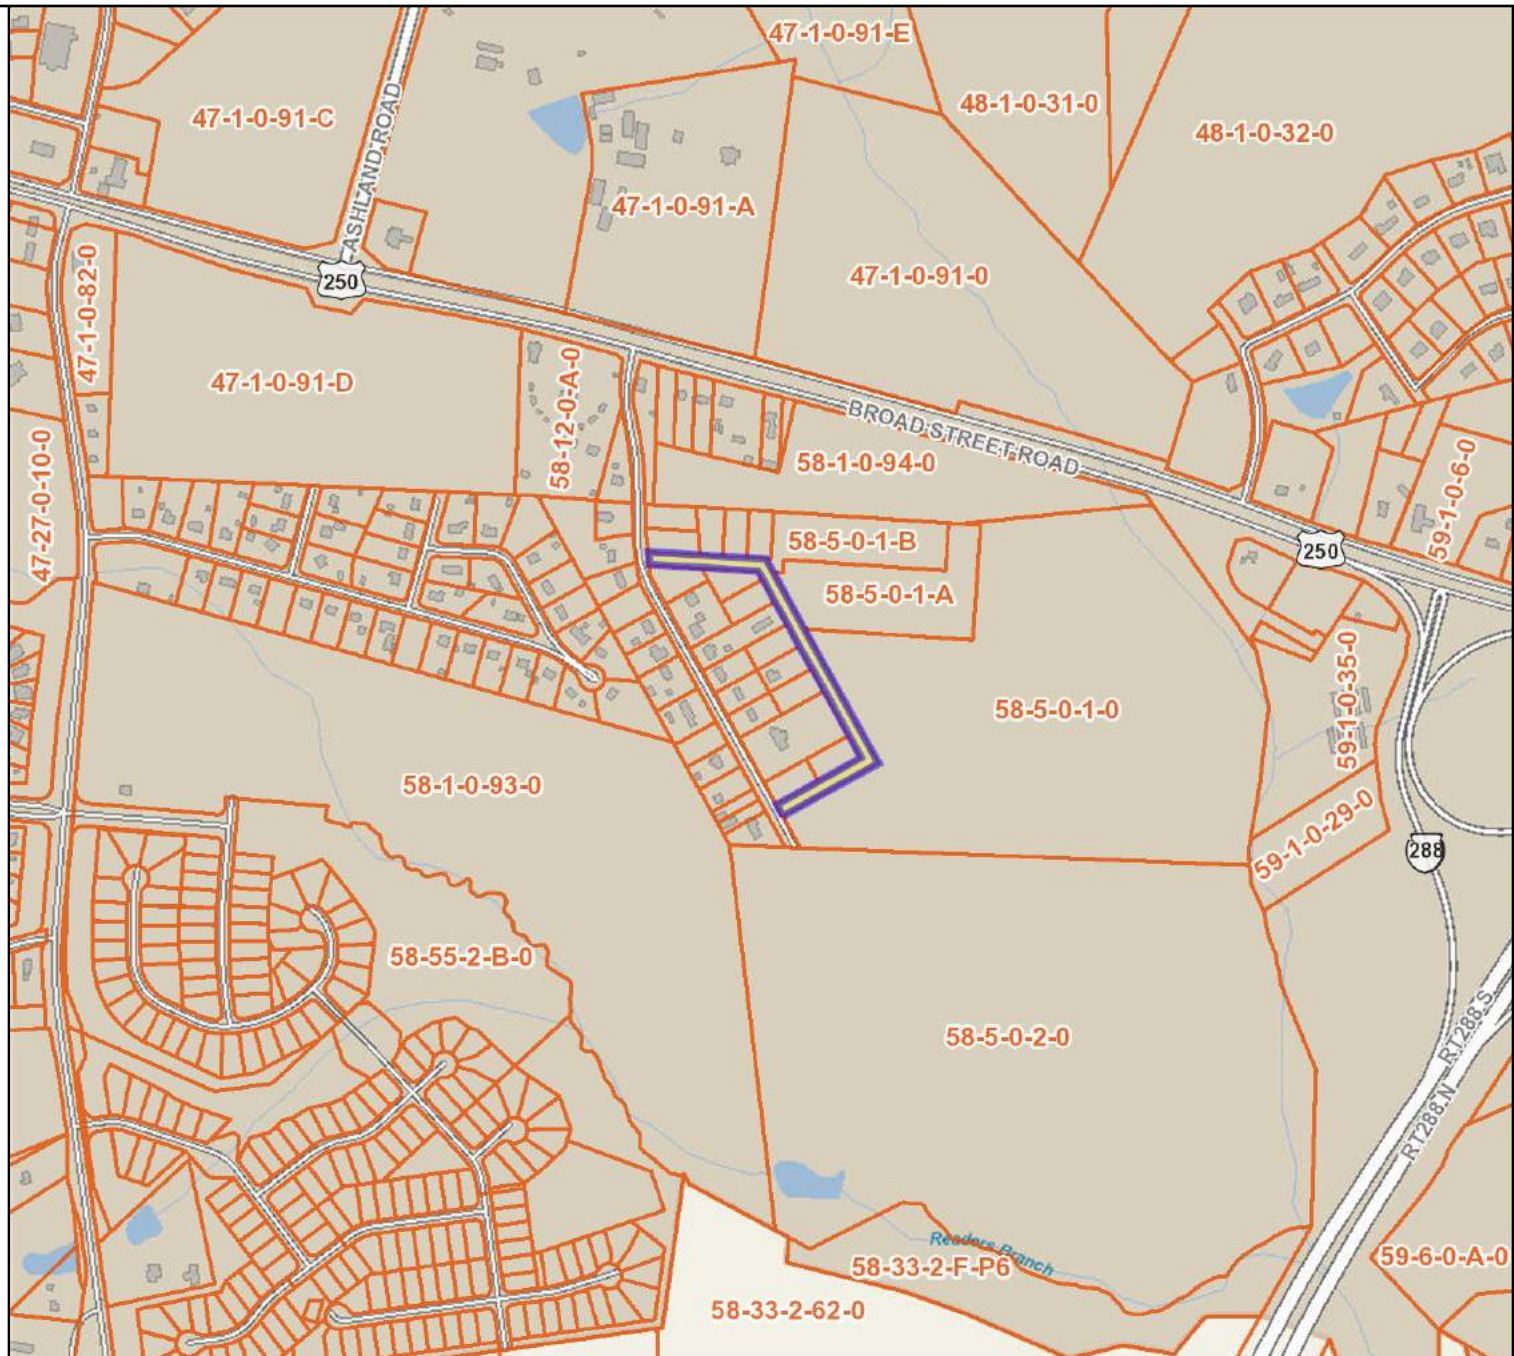 47-1-0-91-E
48-1-0-31-0
47-1-0-91-C
48-1-0-32-0
ASHLAND ROAD
47-1-0-91-A
47-1-0-82-0
250
47-1-0-91-0
47-1-0-91-D
58-12-0-A-0
BROAD STREET ROAD
58-1-0-94-0
47-27-0-10-0
59-1-0-6-0
58-5-0-1-B
250
58-5-0-1-A
58-5-0-1-0
59-1-0-35-0
58-1-0-93-0
59-1-0-29-0
288
58-55-2-B-0
58-5-0-2-0
RT288 S
RT288 N
Readers Branch
58-33-2-F-P6
59-6-0-A-0
58-33-2-62-0